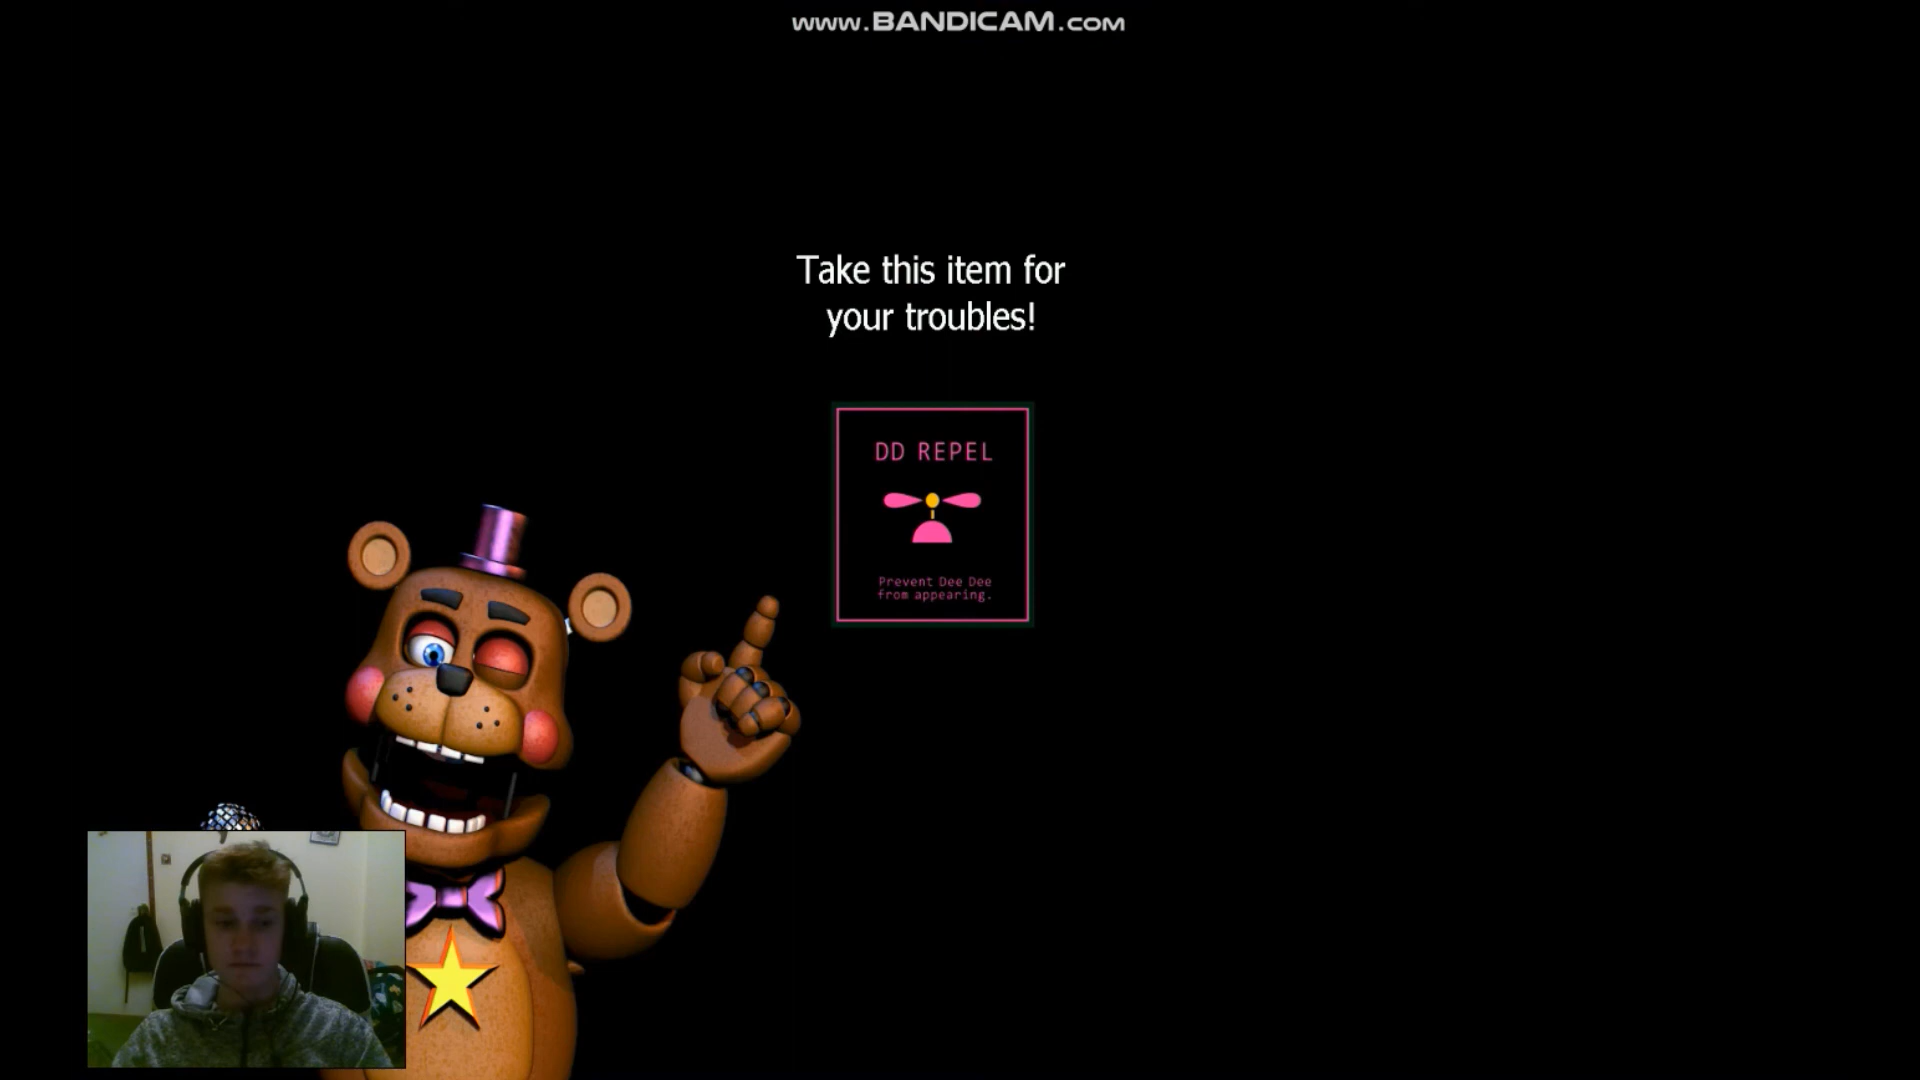 www.BANDICAM.com
Take this item for
your troubles!
DD REPEL
Prevent Dee Dee
from appearing.